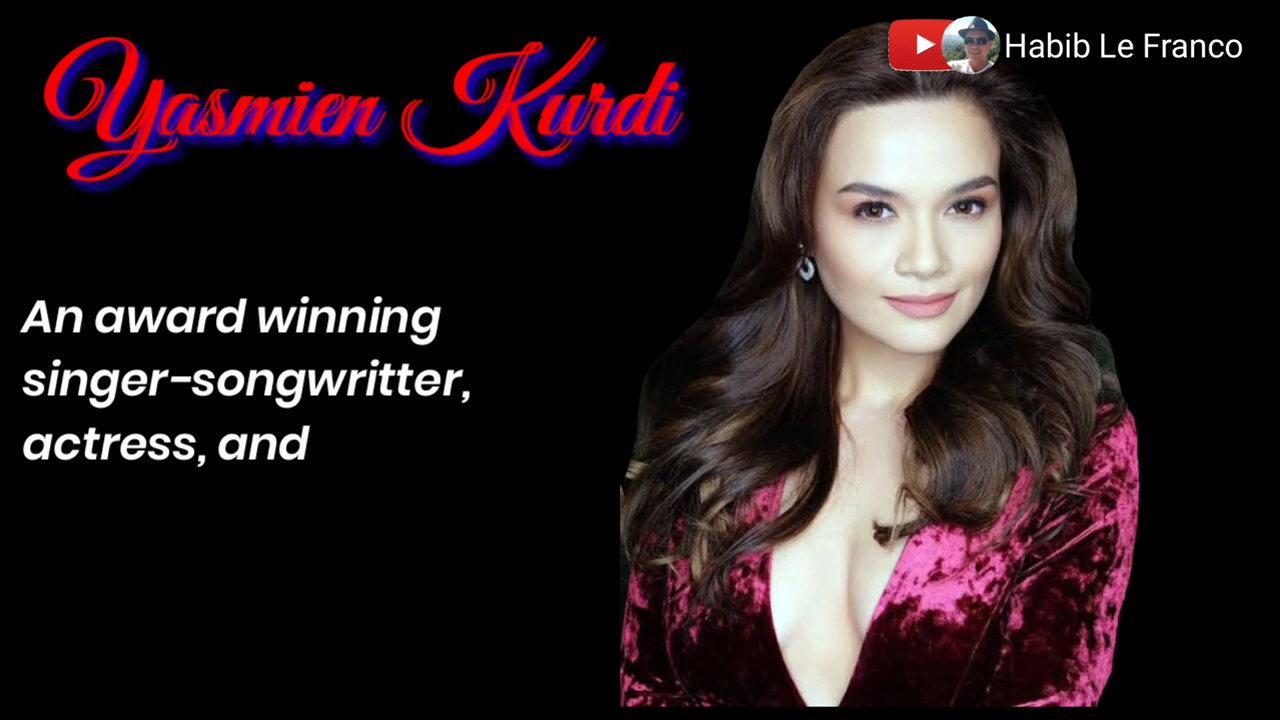 Yasmien Kurdi
Habib Le Franco
An award winning
singer-songwritter,
actress, and